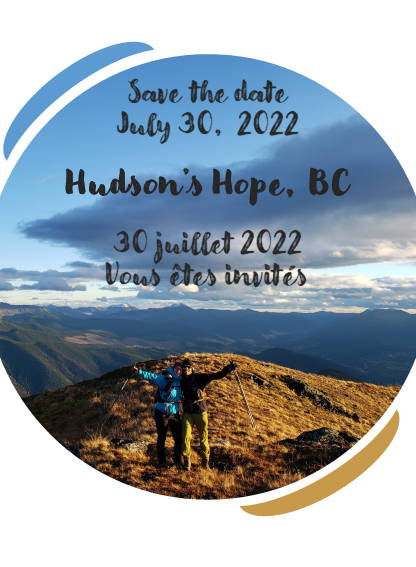 Save the date
July 30, 2022
Hudson's Hope, BC
30 juillet 2022
Vous êtes invités